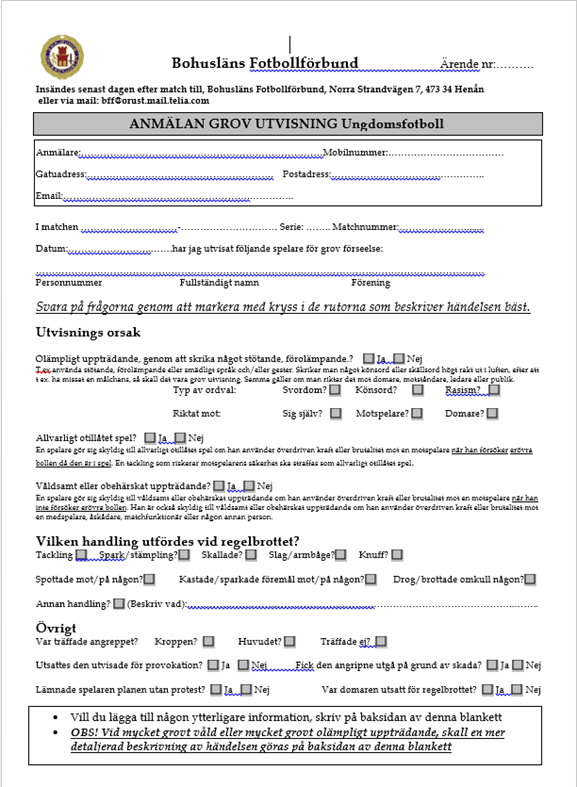 Bohusläns Fotbollförbund Ärende nr:..........
Insändes senast dagen efter match till, Bohusläns Fotbollförbund, Norra Strandvägen 7, 473 34 Henån
eller via mail: bff@orust.mail.telia.com
ANMÄLAN GROV UTVISNING Ungdomsfotboll
Anmälare: Mobilnummer:....................................
Gatuadress: Postadress:..............
Email:..............
I matchen -.............................. Serie: ........ Matchnummer:
Datum:.......har jag utvisat följande spelare för grov förseelse:
Personnummer Fullständigt namn Förening
Svara på frågorna genom att markera med kryss i de rutorna som beskriver händelsen bäst.
Utvisnings orsak
Olämpligt uppträdande, genom att skrika något stötande, förolämpande.? Ja Nej
T.ex använda stötande, förolämpande eller smädligt språk och/eller gester. Skriker man något könsord eller skällsord högt rakt ut i luften, efter att
t ex. ha missat en målchans, så skall det vara grov utvisning. Samma gäller om man riktar det mot domare, motståndare, ledare eller publik.
Typ av ordval: Svordom? Könsord? Rasism?
Riktat mot: Sig själv? Motspelare? Domare?
Allvarligt otillåtet spel? Ja Nej
En spelare gör sig skyldig till allvarligt otillåtet spel om han använder överdriven kraft eller brutalitet mot en motspelare när han försöker erövra
bollen då den är i spel. En tackling som riskerar motspelarens säkerhet ska straffas som allvarligt otillåtet spel.
Våldsamt eller obehärskat uppträdande? Ja Nej
En spelare gör sig skyldig till våldsamt eller obehärskat uppträdande om han använder överdriven kraft eller brutalitet mot en motspelare när han
inte försöker erövra bollen. Han är också skyldig till våldsamt eller obehärskat uppträdande om han använder överdriven kraft eller brutalitet mot
en medspelare, åskådare, matchfunktionär eller någon annan person.
Vilken handling utfördes vid regelbrottet?
Tackling Spark/stämpling? Skallade? Slag/armbåge? Knuff?
Spottade mot/på någon? Kastade/sparkade föremål mot/på någon? Drog/brottade omkull någon?
Annan handling? (Beskriv vad):
Övrigt
Var träffade angreppet? Kroppen? Huvudet? Träffade ej?
Utsattes den utvisade för provokation? Ja Nej Fick den angripne utgå på grund av skada? Ja Nej
Lämnade spelaren planen utan protest? Ja Nej Var domaren utsatt för regelbrottet? Ja Nej
• Vill du lägga till någon ytterligare information, skriv på baksidan av denna blankett
• OBS! Vid mycket grovt våld eller mycket grovt olämpligt uppträdande, skall en mer
detaljerad beskrivning av händelsen göras på baksidan av denna blankett